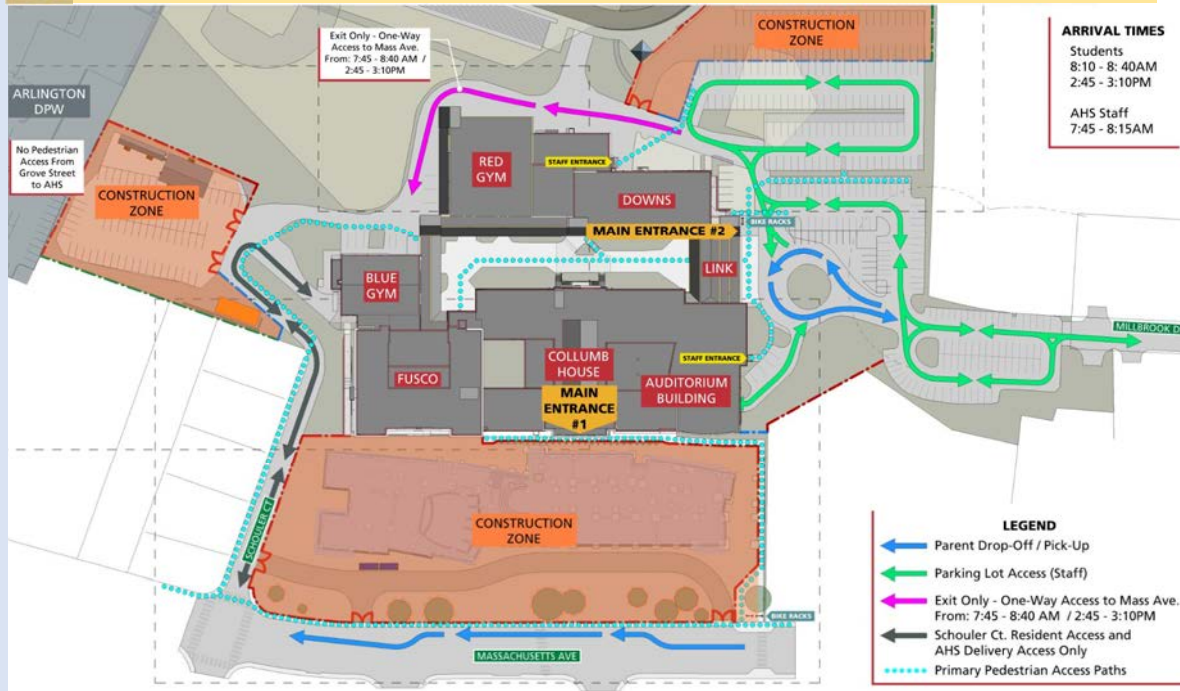 Exit Only - One-Way
Access to Mass Ave.
From: 7:45 - 8:40 AM /
2:45 - 3:10PM
CONSTRUCTION
ZONE
ARRIVAL TIMES
Students
8:10 - 8: 40AM
2:45 - 3:10PM
AHS Staff
7:45 - 8:15AM
ARLINGTON
DPW
No Pedestrian
Access From
Grove Street
to AHS
CONSTRUCTION
ZONE
RED
GYM
STAFF ENTRANCE
DOWNS
BIKE RACKS
MAIN ENTRANCE #2
LINK
BLUE
GYM
MILLBROOK D
COLLUMB
HOUSE
STAFF ENTRANCE
FUSCO
AUDITORIUM
BUILDING
MAIN
ENTRANCE
#1
CONSTRUCTION
ZONE
SCHOULER CT
BIKE RACKS
MASSACHUSETTS AVE
LEGEND
Parent Drop-Off / Pick-Up
Parking Lot Access (Staff)
Exit Only - One-Way Access to Mass Ave.
From: 7:45 - 8:40 AM / 2:45 - 3:10PM
Schouler Ct. Resident Access and
AHS Delivery Access Only
Primary Pedestrian Access Paths